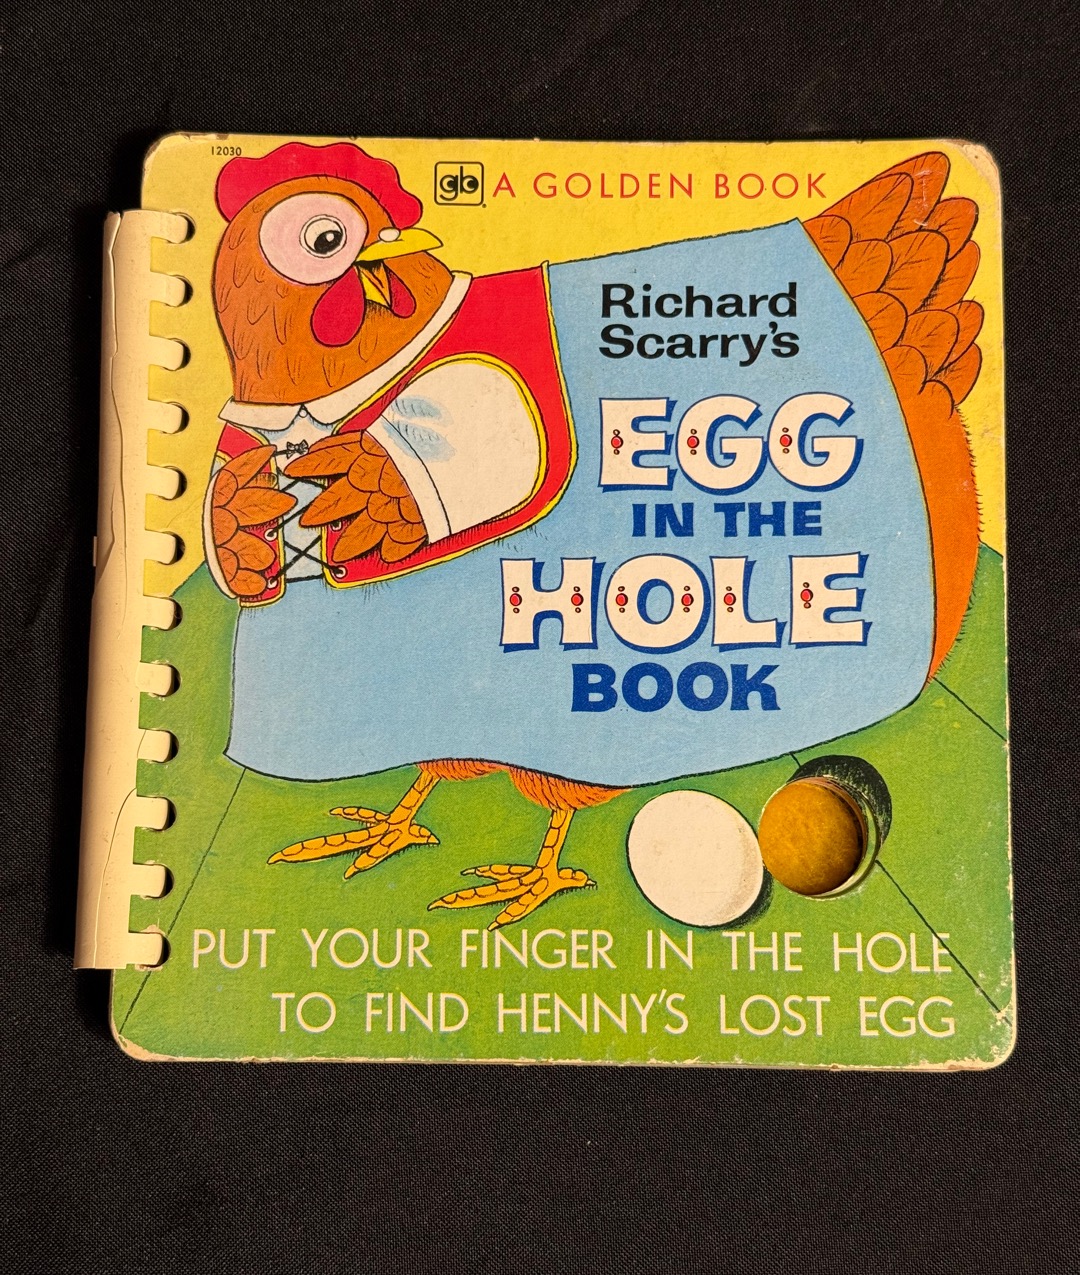 12030
gb A GOLDEN BOOK
Richard
Scarry's
EGG
IN THE
HOLE
BOOK
PUT YOUR FINGER IN THE HOLE
TO FIND HENNY'S LOST EGG